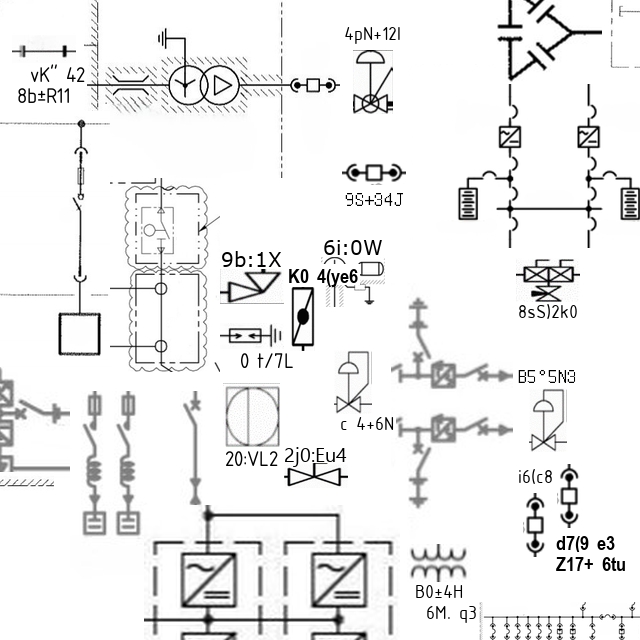 4pN+12I
vK" 42
8b±R11
9S+34J
6i:0W
9b:1X
K0 4(ye6
8sS)2k0
0 t/7L
B5°5N3
c 4+6N
20:VL2
2j0:Eu4
i6(c8
d7(9 e3
Z17+ 6tu
B0±4H
6M. q3